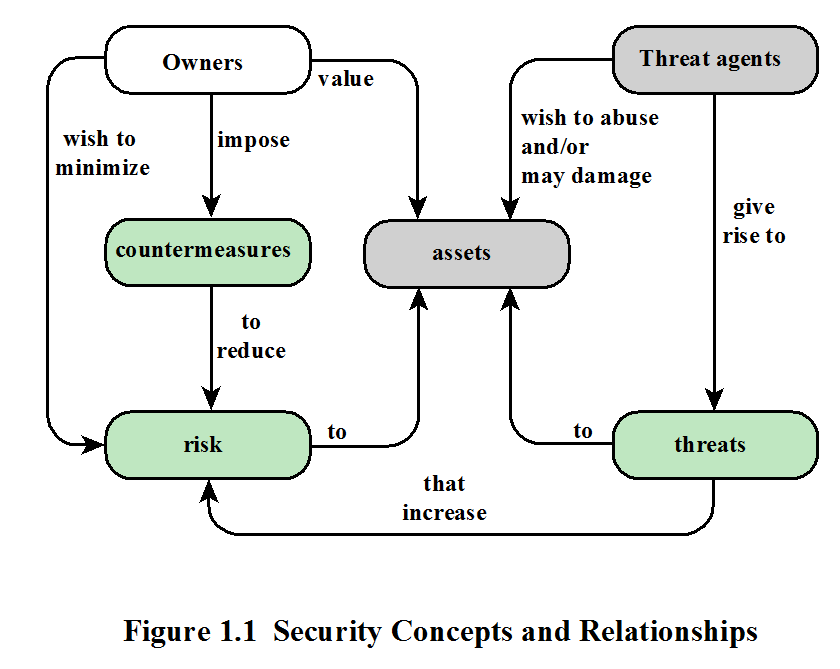 Owners
Threat agents
value
wish to
minimize
impose
wish to abuse
and/or
may damage
give
rise to
countermeasures
assets
to
reduce
risk
to
to
threats
that
increase
Figure 1.1  Security Concepts and Relationships